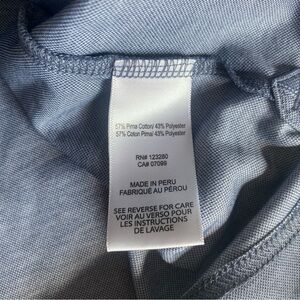 57% Pima Cotton/ 43% Polyester
57% Coton Pima/ 43% Polyester
RN# 123280
CA# 07099
MADE IN PERU
FABRIQUÉ AU PÉROU
SEE REVERSE FOR CARE
VOIR AU VERSO POUR
LES INSTRUCTIONS
DE LAVAGE